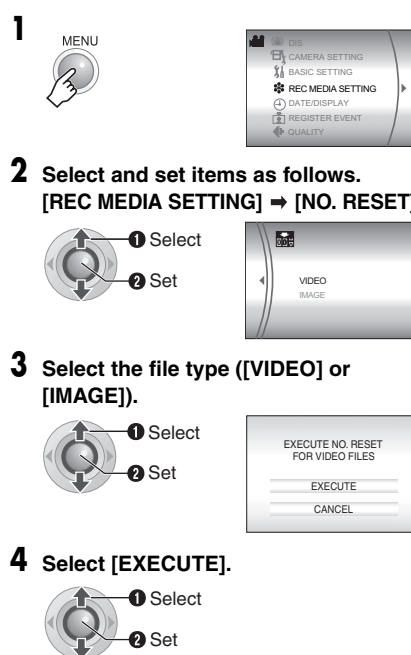 1
MENU
DIS
CAMERA SETTING
BASIC SETTING
REC MEDIA SETTING
DATE/DISPLAY
REGISTER EVENT
QUALITY
2 Select and set items as follows.
[REC MEDIA SETTING] ➡ [NO. RESET]
❶ Select
❷ Set
VIDEO
IMAGE
3 Select the file type ([VIDEO] or
[IMAGE]).
❶ Select
❷ Set
EXECUTE NO. RESET
FOR VIDEO FILES
EXECUTE
CANCEL
4 Select [EXECUTE].
❶ Select
❷ Set